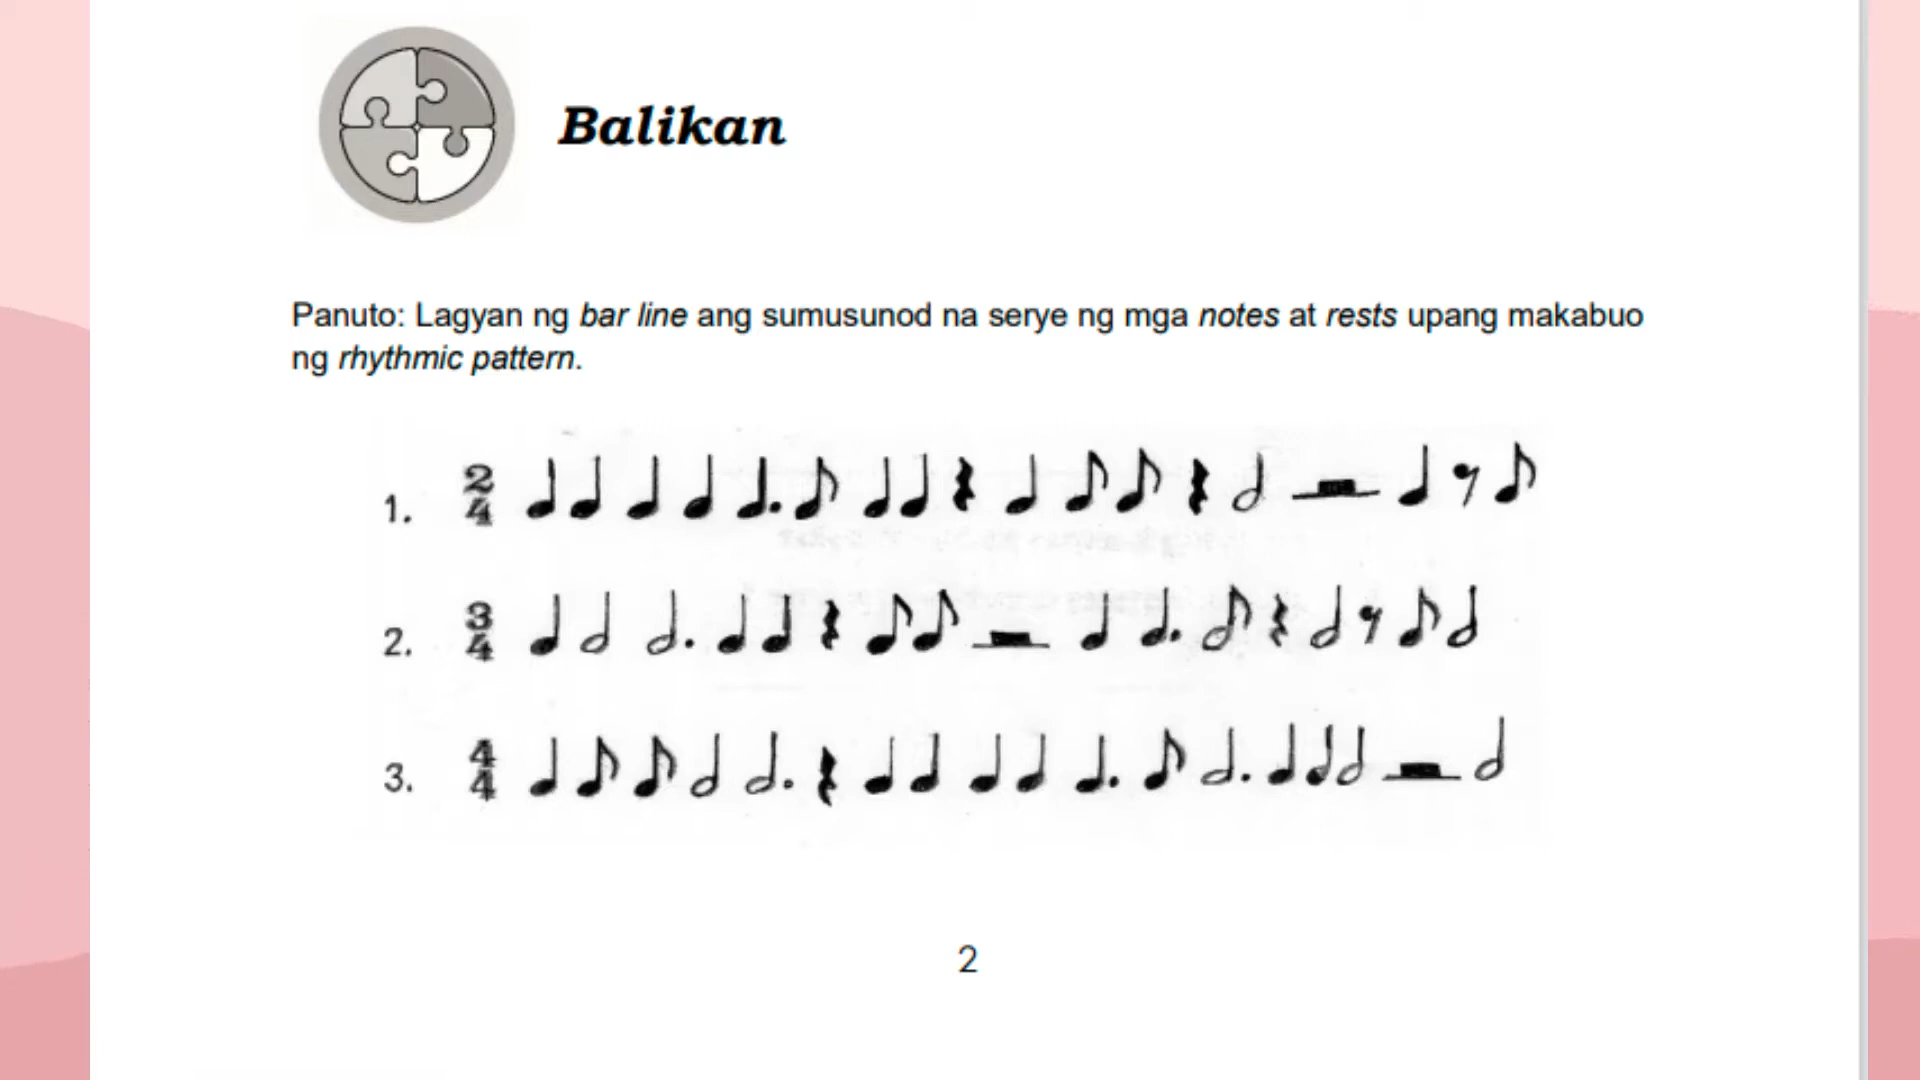 Balikan
Panuto: Lagyan ng bar line ang sumusunod na serye ng mga notes at rests upang makabuo
ng rhythmic pattern.
1. 2 4
2. 3 4
3. 4 4
2